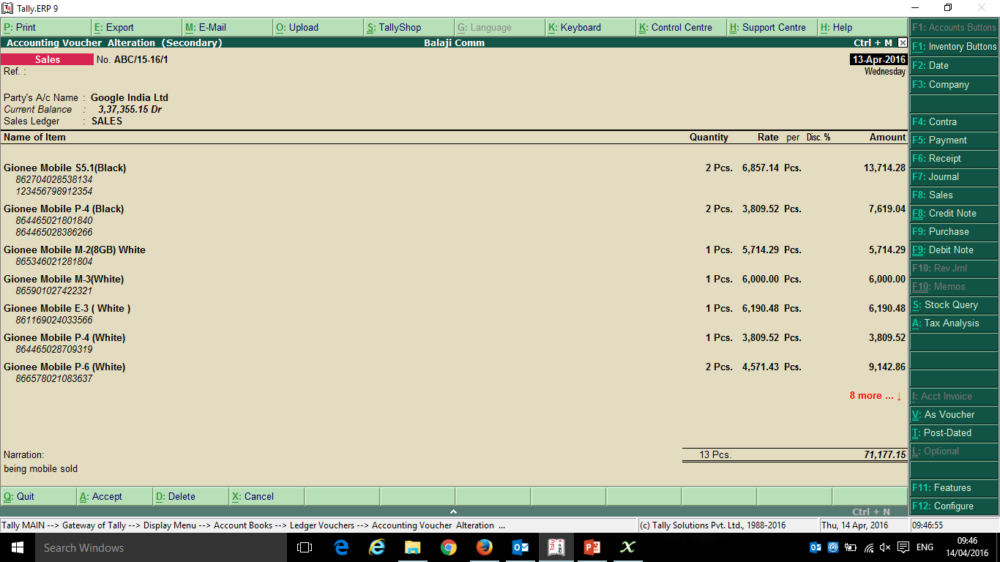 Tally.ERP 9
P: Print E: Export M: E-Mail O: Upload S: TallyShop G: Language K: Keyboard K: Control Centre H: Support Centre H: Help
Accounting Voucher Alteration (Secondary) Balaji Comm Ctrl + M
Sales No. ABC/15-16/1 13-Apr-2016
Ref. : Wednesday
Party's A/c Name : Google India Ltd
Current Balance : 3,37,355.15 Dr
Sales Ledger : SALES
Name of Item Quantity Rate per Disc. % Amount
Gionee Mobile S5.1(Black) 2 Pcs. 6,857.14 Pcs. 13,714.28
862704028538134
123456798912354
Gionee Mobile P-4 (Black) 2 Pcs. 3,809.52 Pcs. 7,619.04
864465021801840
864465028386266
Gionee Mobile M-2(8GB) White 1 Pcs. 5,714.29 Pcs. 5,714.29
865346021281804
Gionee Mobile M-3(White) 1 Pcs. 6,000.00 Pcs. 6,000.00
865901027422321
Gionee Mobile E-3 ( White ) 1 Pcs. 6,190.48 Pcs. 6,190.48
861169024033566
Gionee Mobile P-4 (White) 1 Pcs. 3,809.52 Pcs. 3,809.52
864465028709319
Gionee Mobile P-6 (White) 2 Pcs. 4,571.43 Pcs. 9,142.86
866578021083637
8 more ... ↓
Narration: 13 Pcs. 71,177.15
being mobile sold
F1: Accounts Buttons
F1: Inventory Buttons
F2: Date
F3: Company
F4: Contra
F5: Payment
F6: Receipt
F7: Journal
F8: Sales
F8: Credit Note
F9: Purchase
F9: Debit Note
F10: Rev Jrnl
F10: Memos
S: Stock Query
A: Tax Analysis
I: Acct Invoice
V: As Voucher
T: Post-Dated
L: Optional
F11: Features
F12: Configure
Q: Quit A: Accept D: Delete X: Cancel
Ctrl + N
Tally MAIN --> Gateway of Tally --> Display Menu --> Account Books --> Ledger Vouchers --> Accounting Voucher Alteration ... (c) Tally Solutions Pvt. Ltd., 1988-2016 Thu, 14 Apr, 2016 09:46:55
Search Windows ENG 09:46
14/04/2016